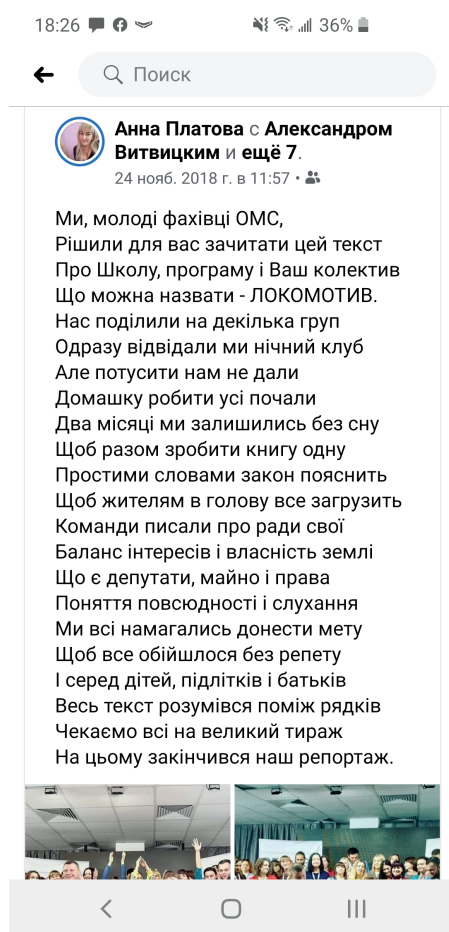 18:26
36%
Поиск
Анна Платова с Александром
Витвицким и ещё 7.
24 нояб. 2018 г. в 11:57 •
Ми, молоді фахівці ОМС,
Рішили для вас зачитати цей текст
Про Школу, програму і Ваш колектив
Що можна назвати - ЛОКОМОТИВ.
Нас поділили на декілька груп
Одразу відвідали ми нічний клуб
Але потусити нам не дали
Домашку робити усі почали
Два місяці ми залишились без сну
Щоб разом зробити книгу одну
Простими словами закон пояснить
Щоб жителям в голову все загрузить
Команди писали про ради свої
Баланс інтересів і власність землі
Що є депутати, майно і права
Поняття повсюдності і слухання
Ми всі намагались донести мету
Щоб все обійшлося без репету
І серед дітей, підлітків і батьків
Весь текст розумівся поміж рядків
Чекаємо всі на великий тираж
На цьому закінчився наш репортаж.